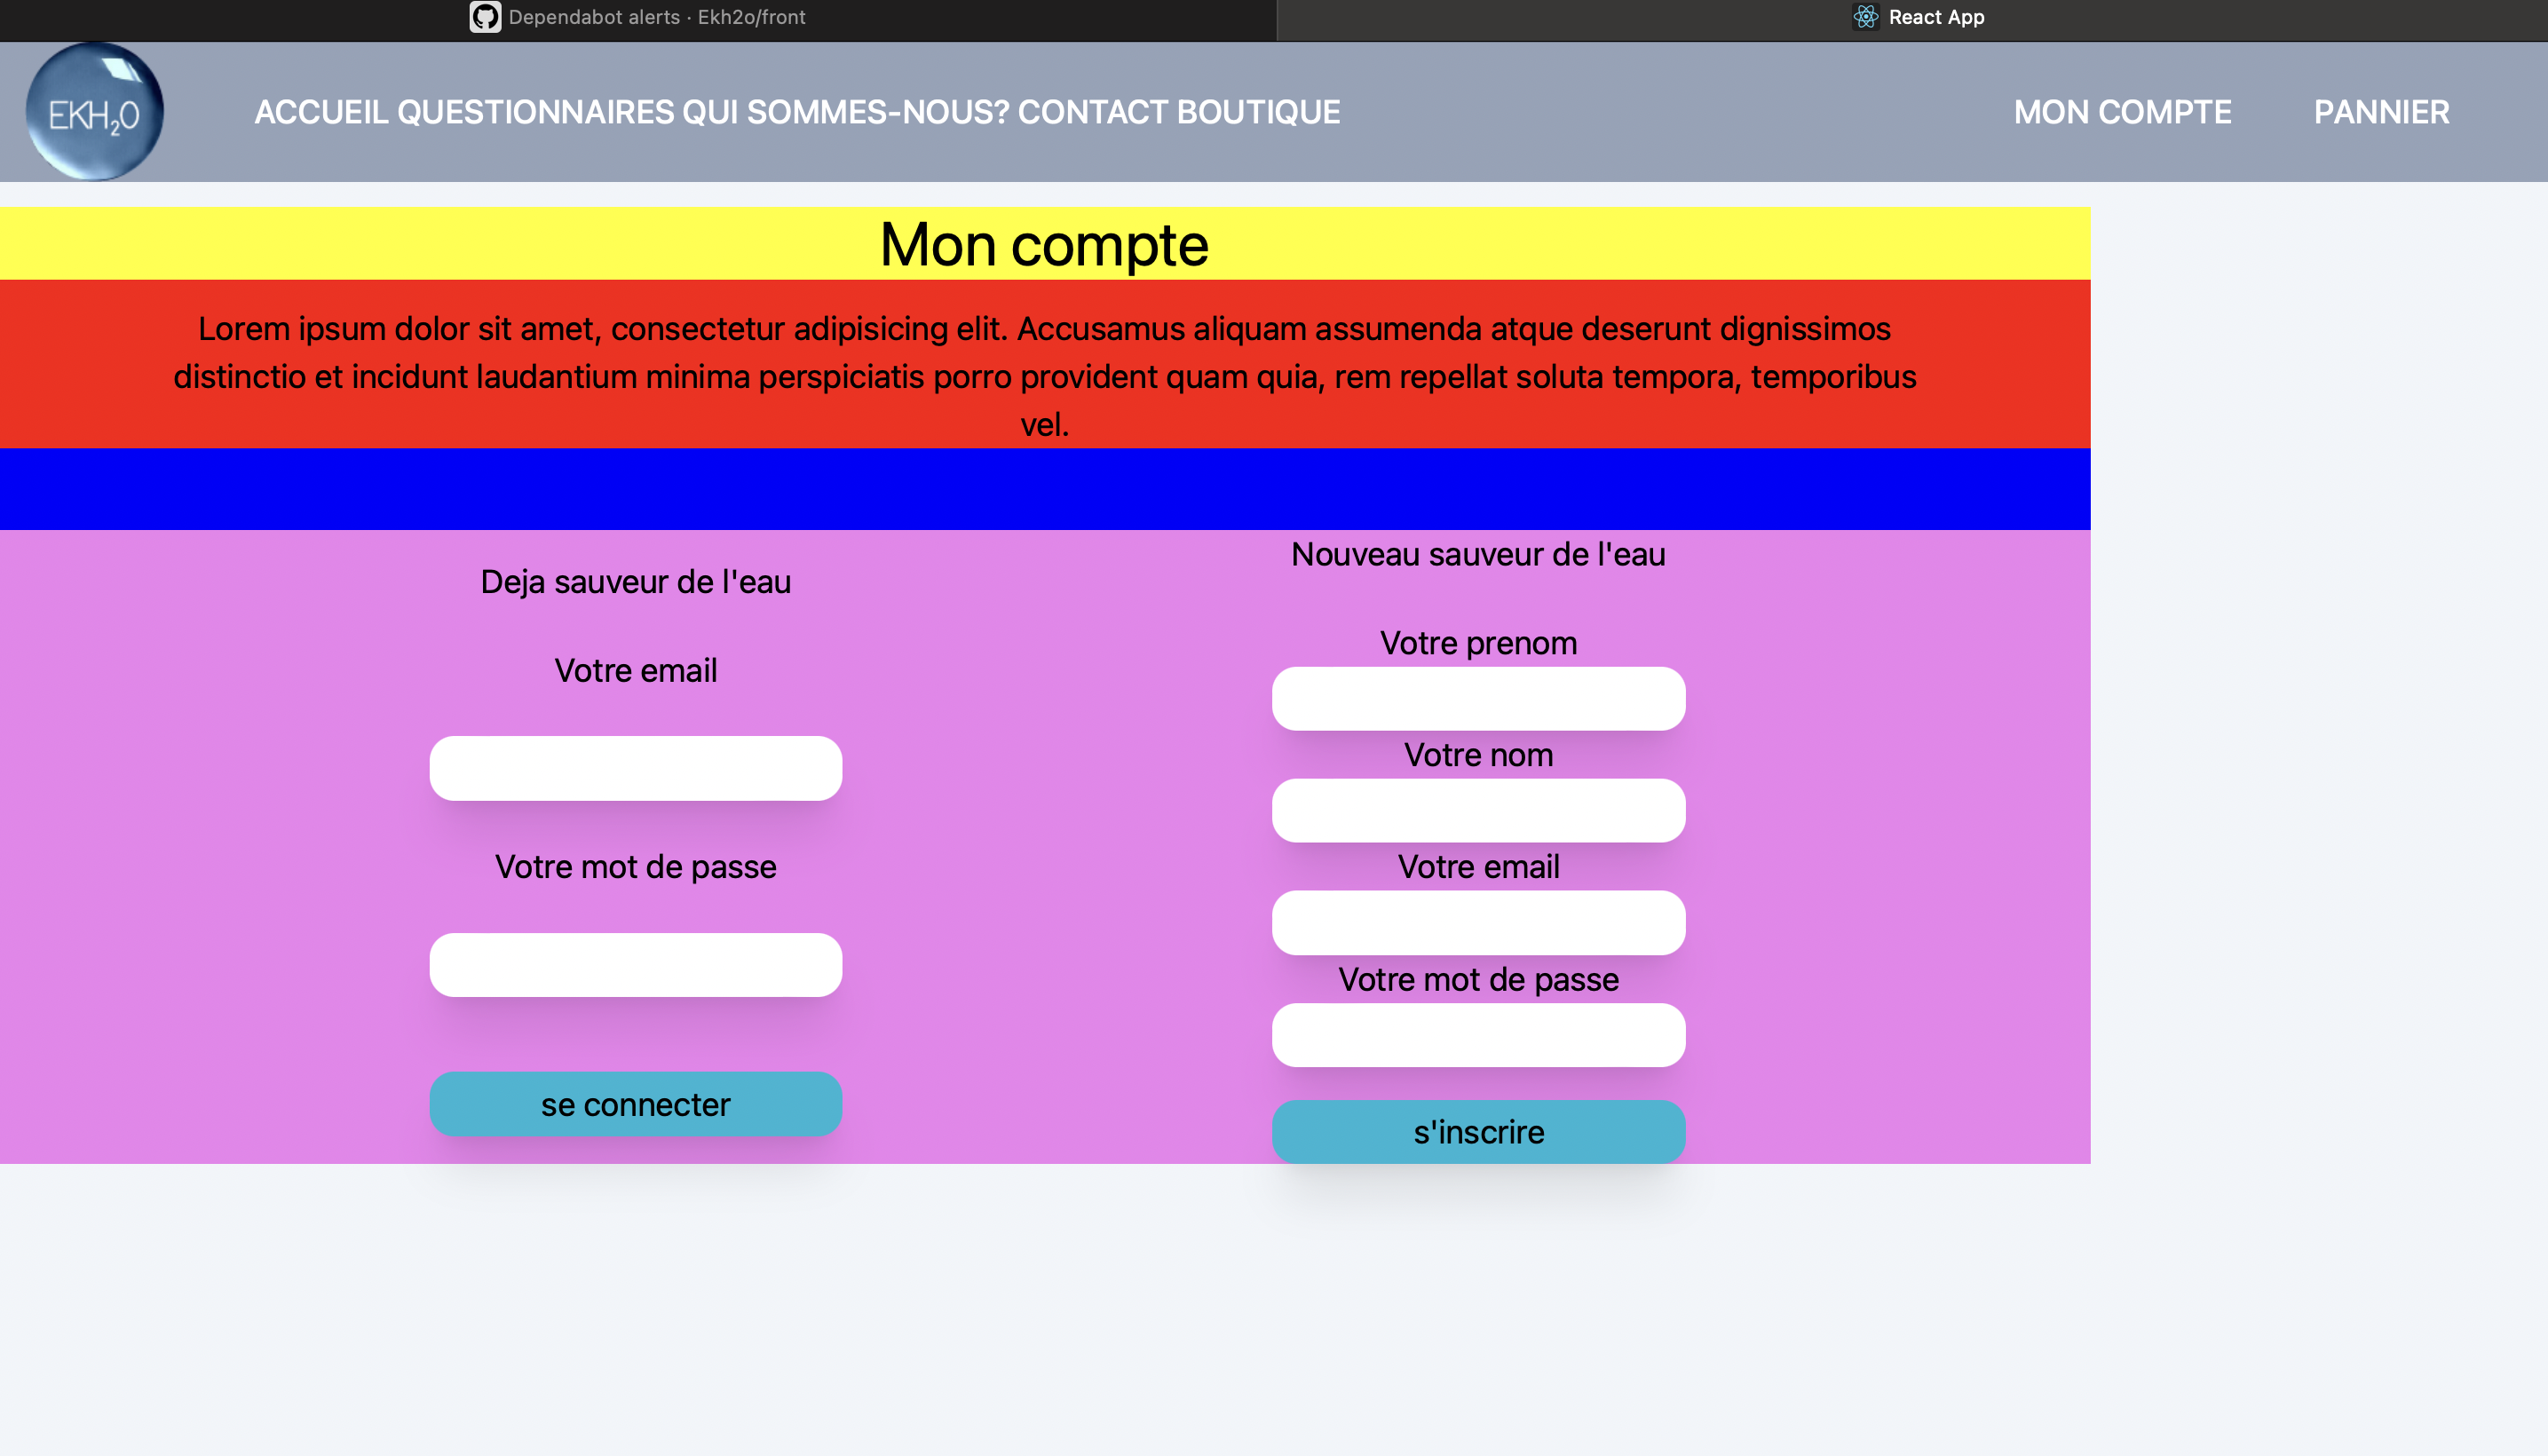 Dependabot alerts · Ekh2o/front
React App
EKH₂O
ACCUEIL QUESTIONNAIRES QUI SOMMES-NOUS? CONTACT BOUTIQUE
MON COMPTE
PANNIER
Mon compte
Lorem ipsum dolor sit amet, consectetur adipisicing elit. Accusamus aliquam assumenda atque deserunt dignissimos
distinctio et incidunt laudantium minima perspiciatis porro provident quam quia, rem repellat soluta tempora, temporibus
vel.
Deja sauveur de l'eau
Votre email
Votre mot de passe
se connecter
Nouveau sauveur de l'eau
Votre prenom
Votre nom
Votre email
Votre mot de passe
s'inscrire